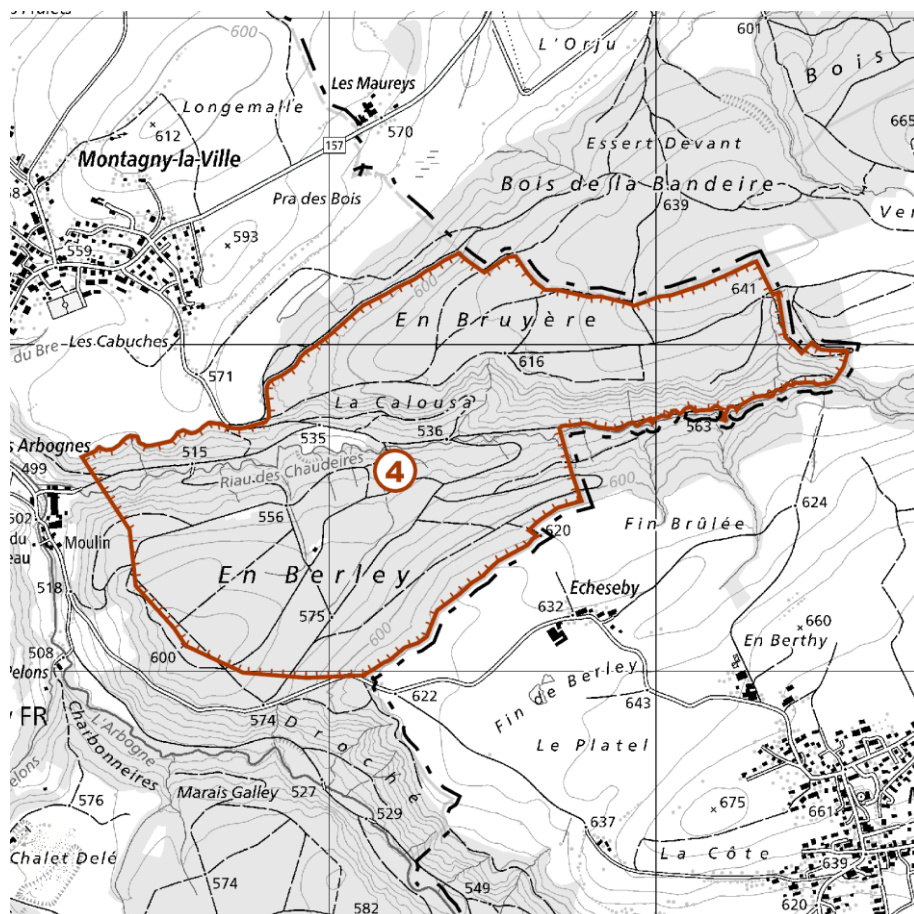 600
601
L'Orju
Bois
Les Maureys
Longemalle
612
570
665
157
Essert Devant
Montagny-la-Ville
Bois de la Bandeire
Pra des Bois
639
593
559
600
641
En Bruyère
du Bre
Les Cabuches
616
571
La Calousa
535
536
563
Arbognes
515
499
Riau des Chaudeires
4
600
556
624
602
620
Fin Brûlée
du
Moulin
eau
En Berley
Echeseby
518
632
575
660
En Berthy
600
600
508
Fin de Berley
elons
622
643
FR
574
Droche
Le Platel
L'Arbogne
Charbonneires
Marais Galley
527
576
675
661
529
637
Chalet Delé
La Côte
639
574
549
582
620